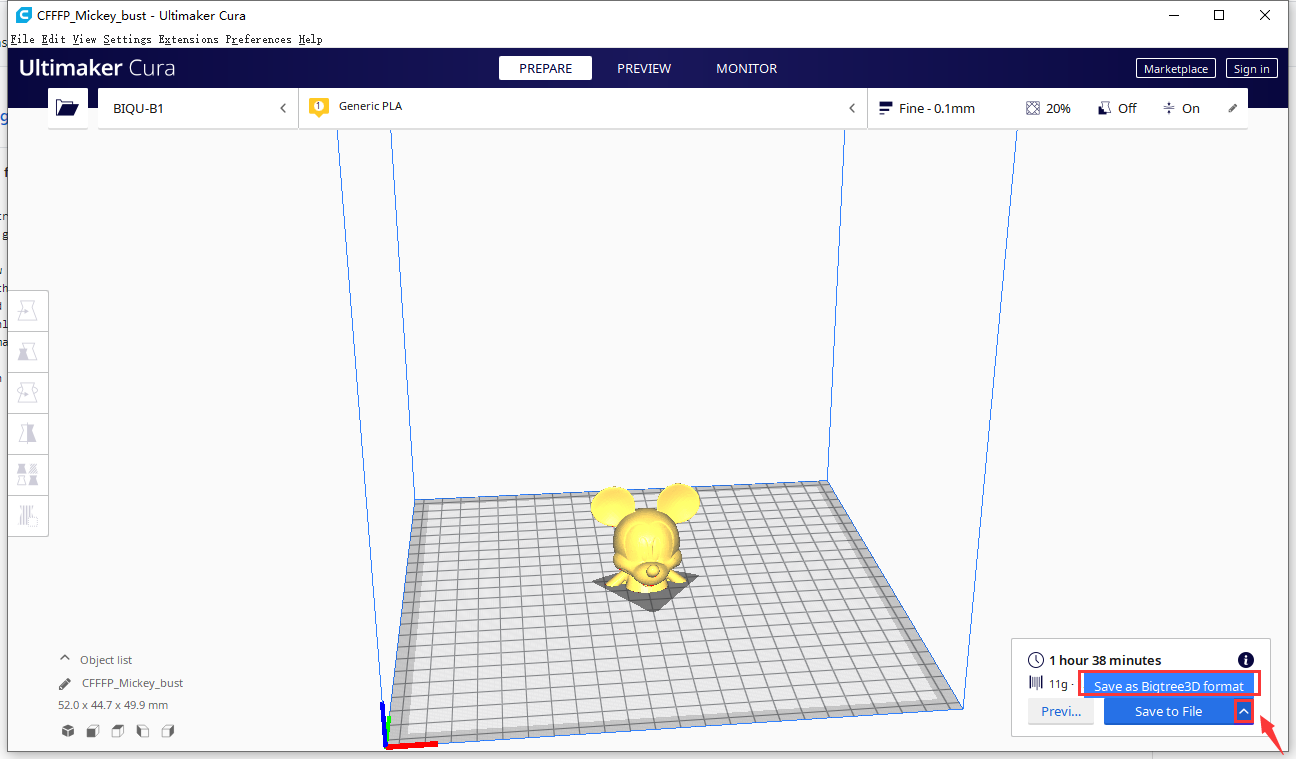 CFFFP_Mickey_bust - Ultimaker Cura
File Edit View Settings Extensions Preferences Help
Ultimaker Cura
PREPARE PREVIEW MONITOR
Marketplace Sign in
BIQU-B1
1 Generic PLA
Fine - 0.1mm 20% Off On
Object list
CFFFP_Mickey_bust
52.0 x 44.7 x 49.9 mm
1 hour 38 minutes
11g ·
Save as Bigtree3D format
Previ... Save to File